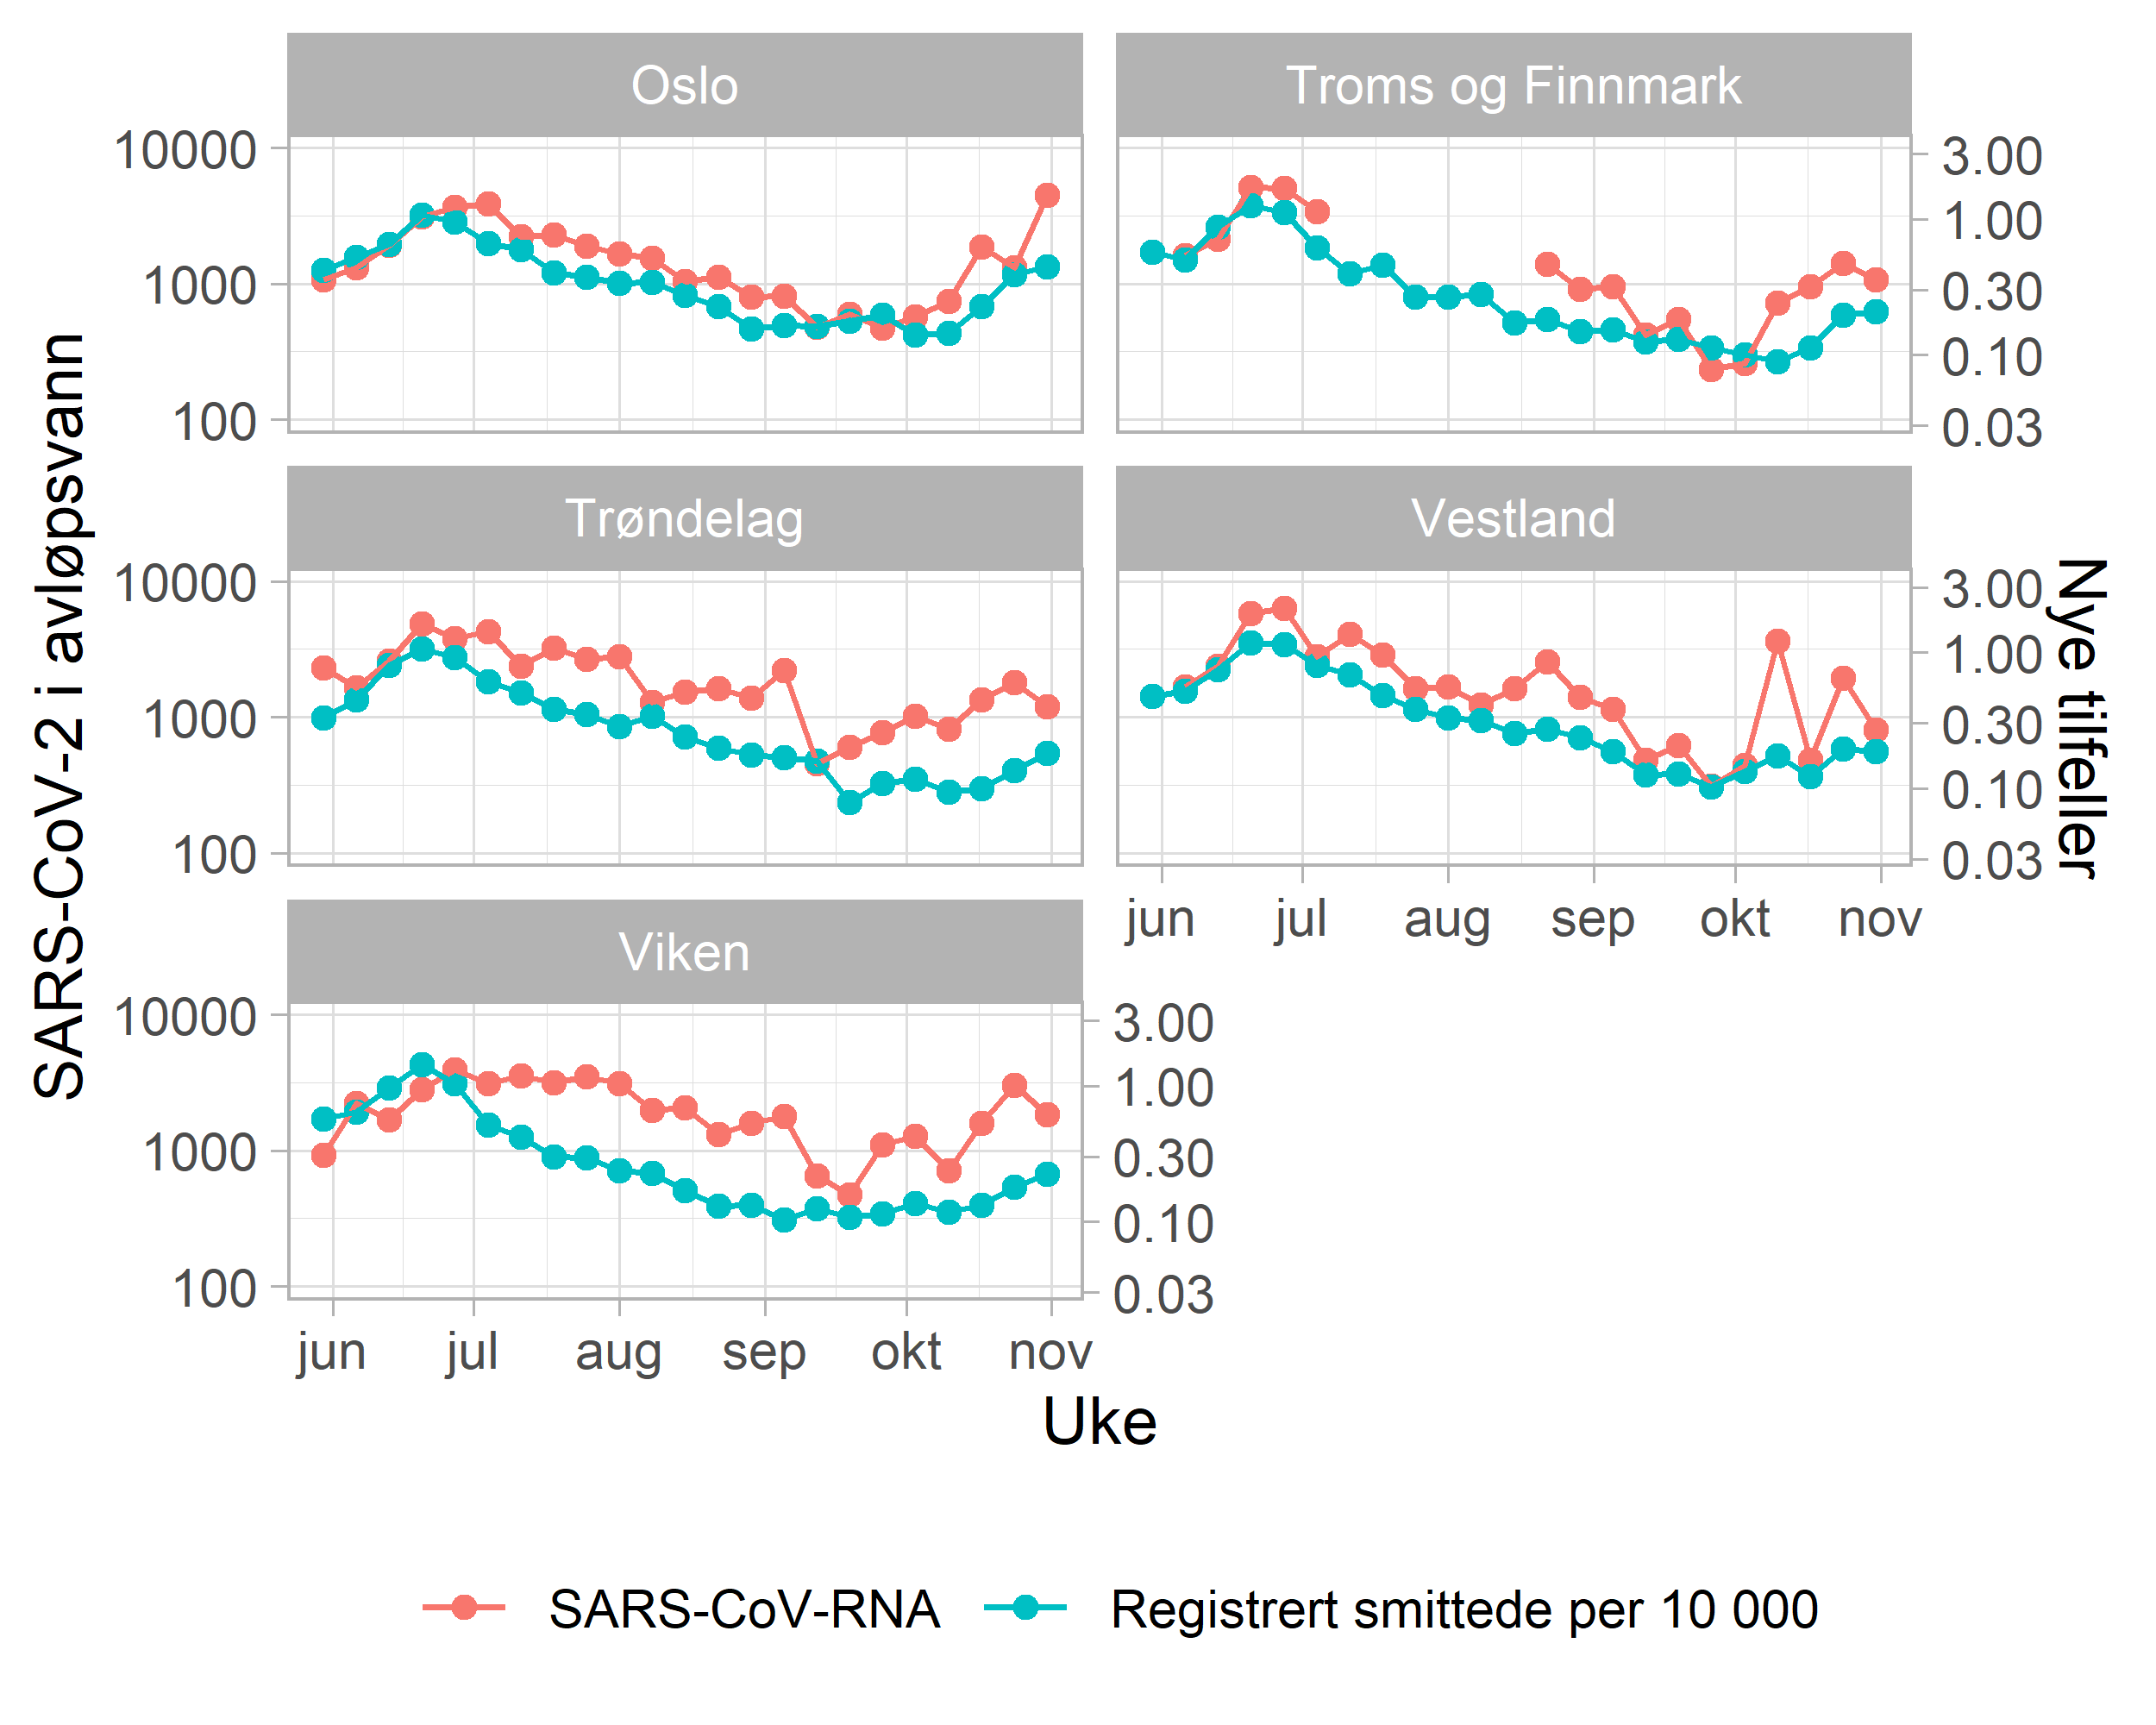 Oslo
Troms og Finnmark
10000
1000
100
3.00
1.00
0.30
0.10
0.03
Trøndelag
Vestland
10000
1000
100
3.00
1.00
0.30
0.10
0.03
jun jul aug sep okt nov
Viken
10000
1000
100
3.00
1.00
0.30
0.10
0.03
jun jul aug sep okt nov
SARS-CoV-2 i avløpsvann
Nye tilfeller
Uke
SARS-CoV-RNA
Registrert smittede per 10 000